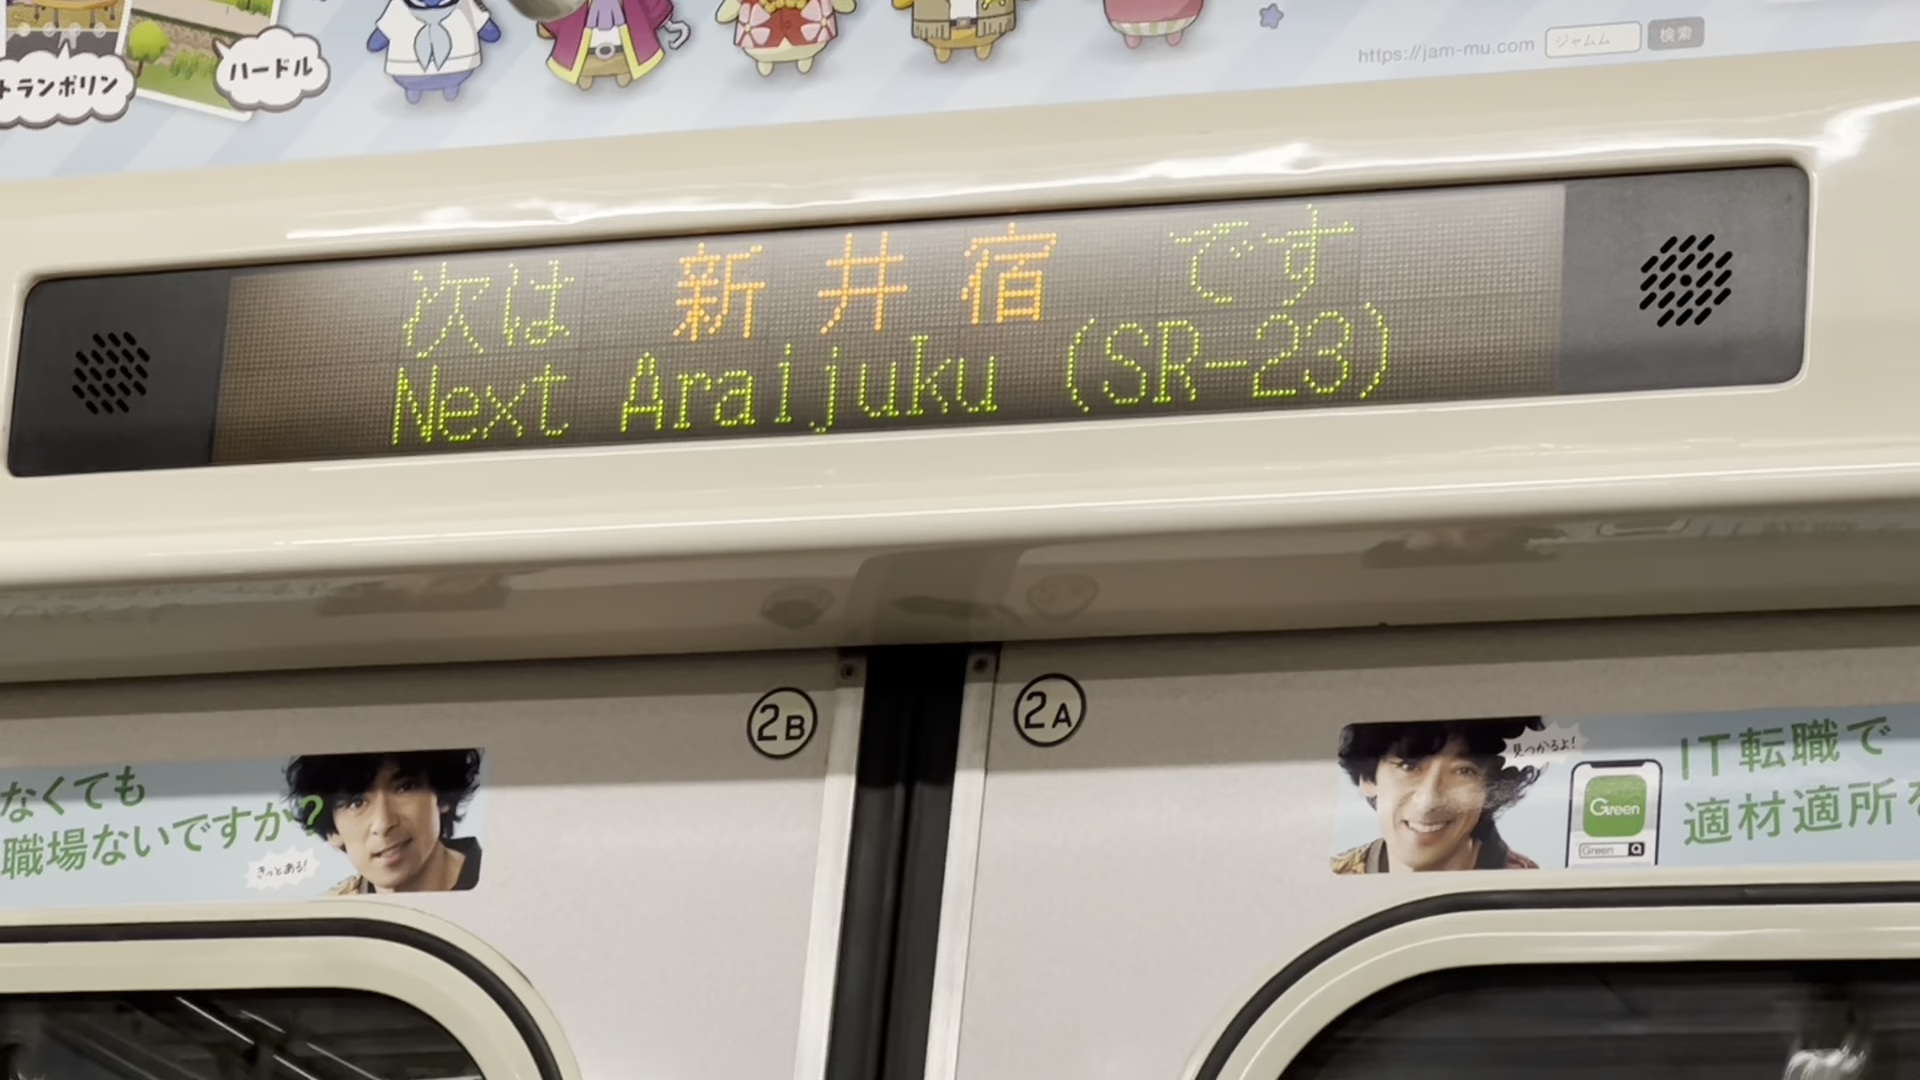 トランポリン
ハードル
https://jam-mu.com
ジャムム
検索
次は 新井宿 です
Next Araijuku (SR-23)
2B
2A
なくても
職場ないですか?
きっとある!
見つかるよ!
Green
Green
IT転職で
適材適所を